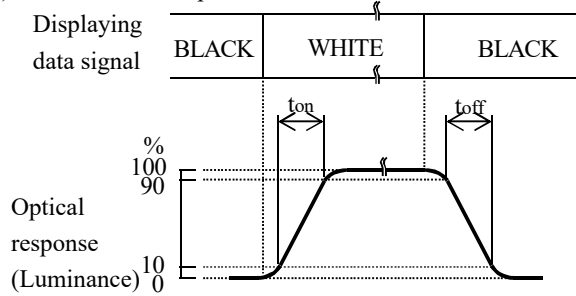 Displaying
data signal
BLACK WHITE BLACK
ton toff
%
100
90
Optical
response
(Luminance)
10
0